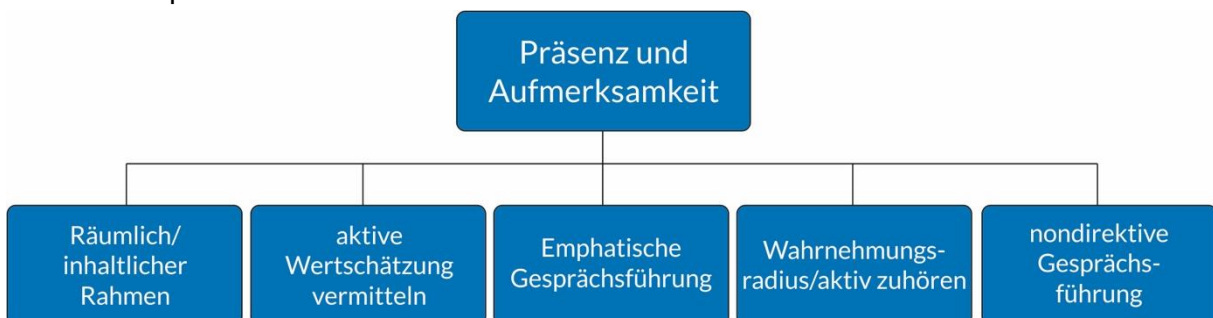 Präsenz und
Aufmerksamkeit
Räumlich/
inhaltlicher
Rahmen
aktive
Wertschätzung
vermitteln
Emphatische
Gesprächsführung
Wahrnehmungs-
radius/aktiv zuhören
nondirektive
Gesprächs-
führung